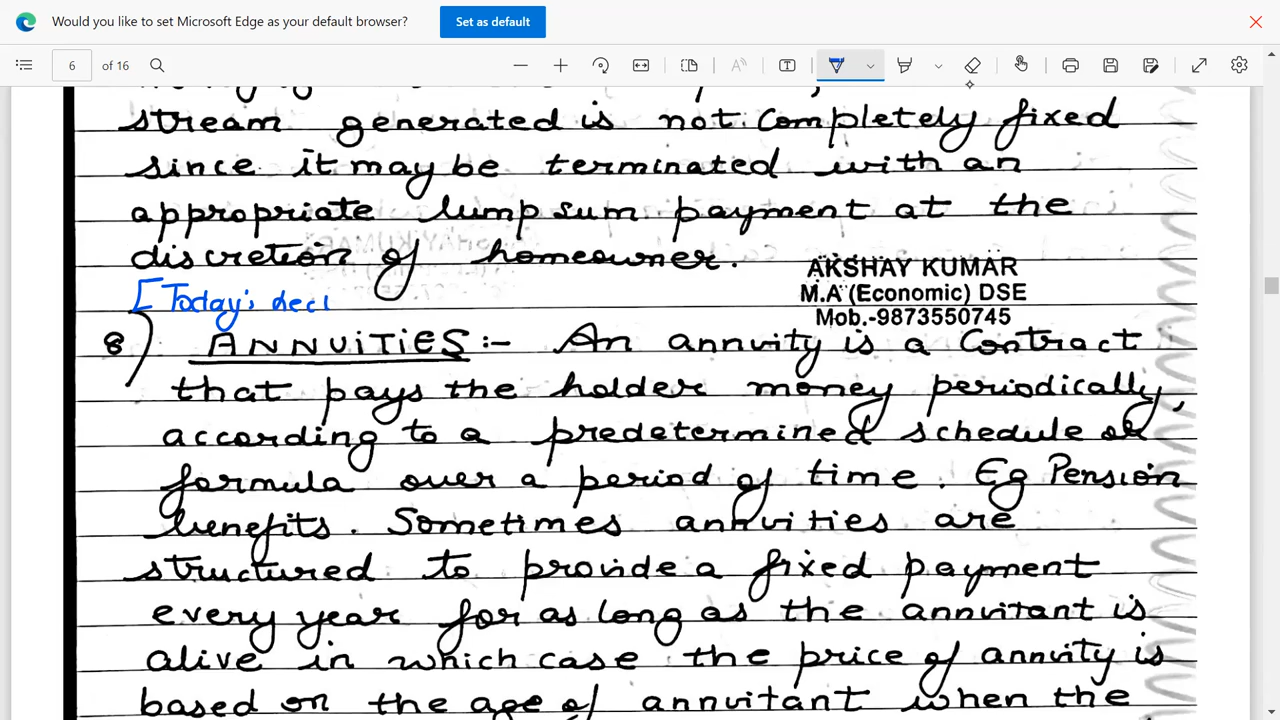 Would you like to set Microsoft Edge as your default browser? Set as default
6 of 16
stream generated is not completely fixed
since it may be terminated with an
appropriate lump sum payment at the
discretion of homeowner.
AKSHAY KUMAR
M.A (Economic) DSE
Mob.-9873550745
[Today's decl
8) ANNUITIES :- An annuity is a Contract
that pays the holder money periodically,
according to a predetermined schedule or
formula over a period of time. Eg Pension
benefits. Sometimes annuities are
structured to provide a fixed payment
every year for as long as the annuitant is
alive in which case the price of annuity is
based on the age of annuitant when the